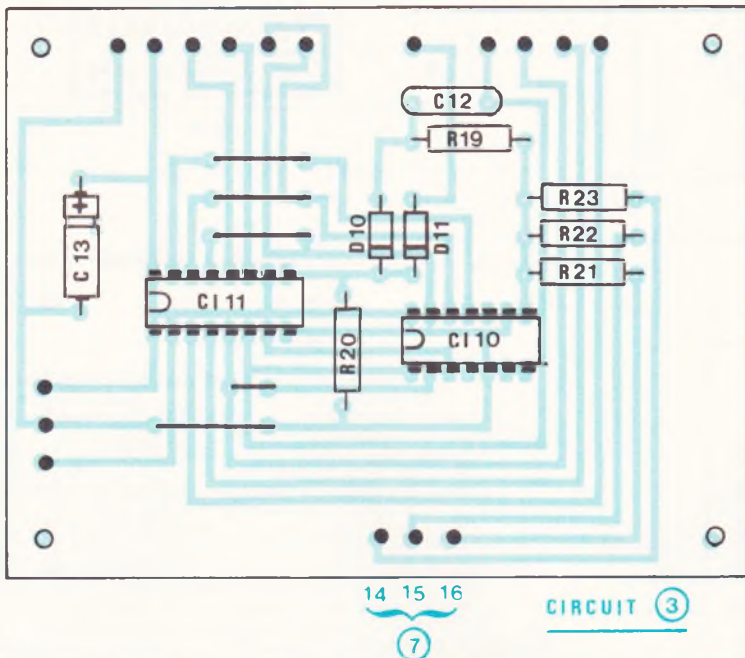 C12
R19
R23
R22
R21
D10
D11
+
C13
CI11
R20
CI10
14 15 16
7
CIRCUIT 3